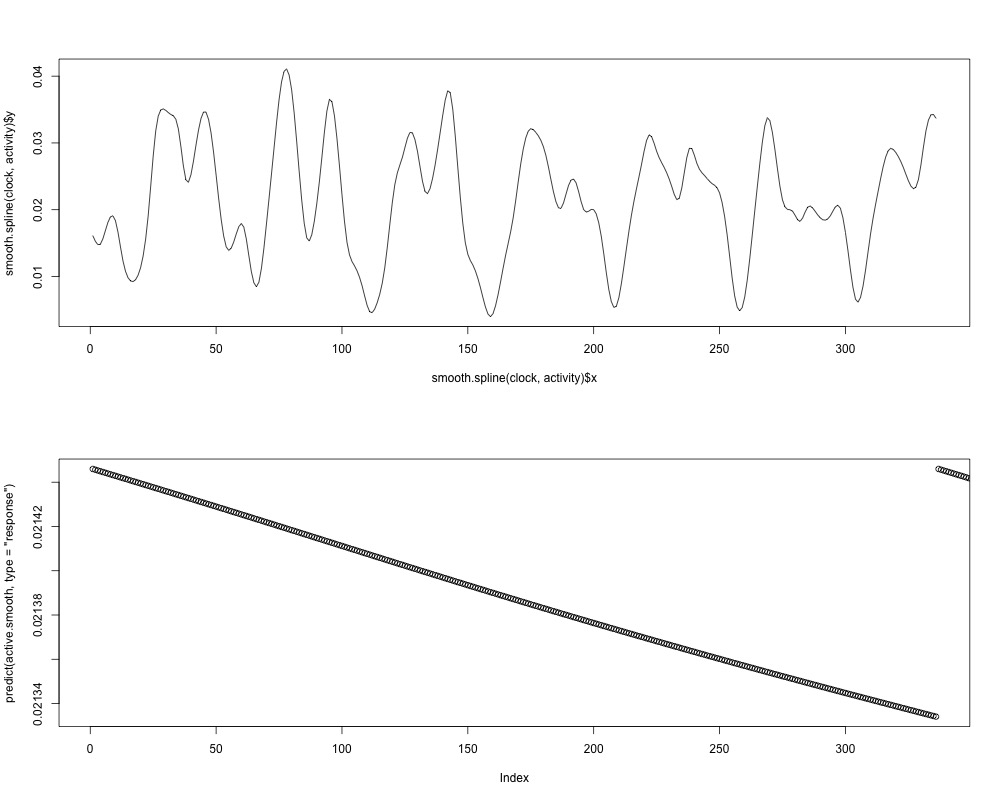 smooth.spline(clock, activity)$y
0.04
0.03
0.02
0.01
0 50 100 150 200 250 300
smooth.spline(clock, activity)$x
predict(active.smooth, type = "response")
0.02142
0.02138
0.02134
0 50 100 150 200 250 300
Index